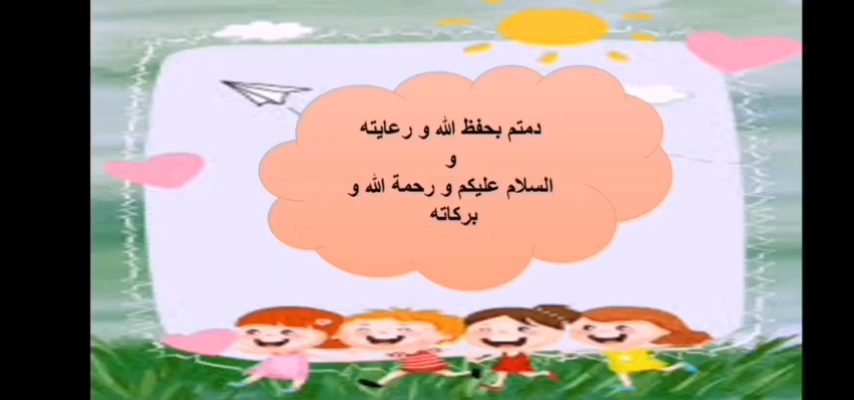 دمتم بحفظ الله و رعايته
و
السلام عليكم و رحمة الله و
بركاته